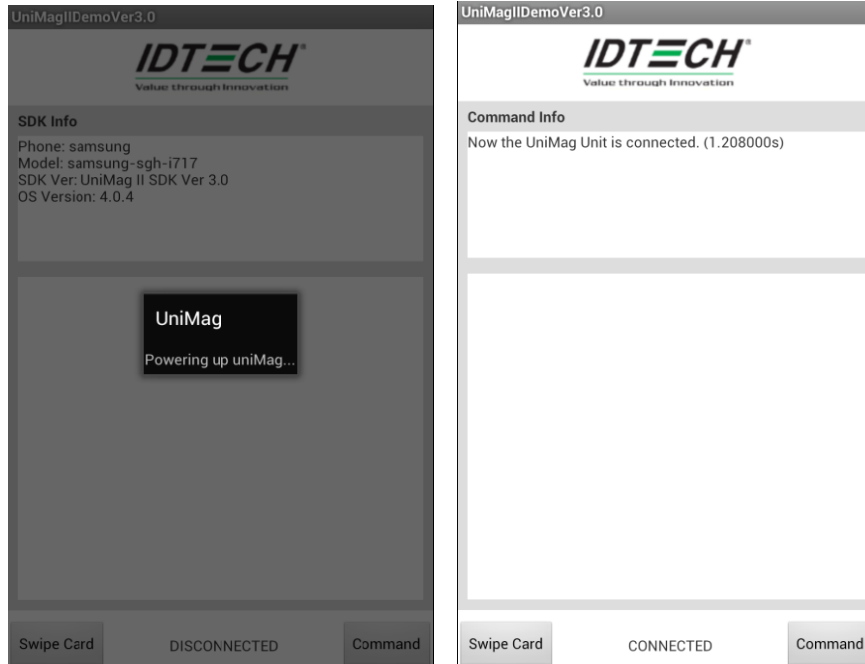 UniMagIIDemoVer3.0
IDTECH®
Value through Innovation
SDK Info
Phone: samsung
Model: samsung-sgh-i717
SDK Ver: UniMag II SDK Ver 3.0
OS Version: 4.0.4
UniMag
Powering up uniMag...
Swipe Card
DISCONNECTED
Command
UniMagIIDemoVer3.0
IDTECH®
Value through Innovation
Command Info
Now the UniMag Unit is connected. (1.208000s)
Swipe Card
CONNECTED
Command